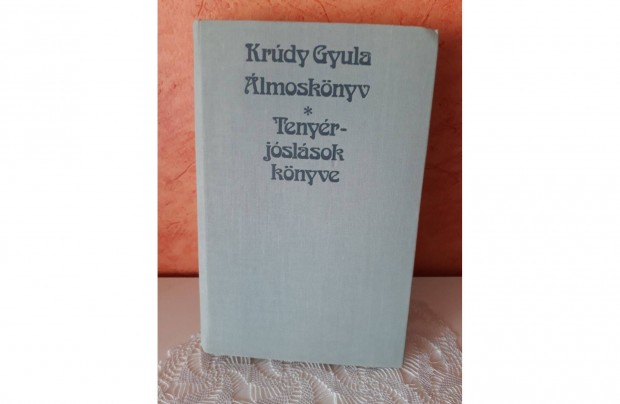 Krúdy Gyula
Álmoskönyv
*
Tenyér-
jóslások
könyve